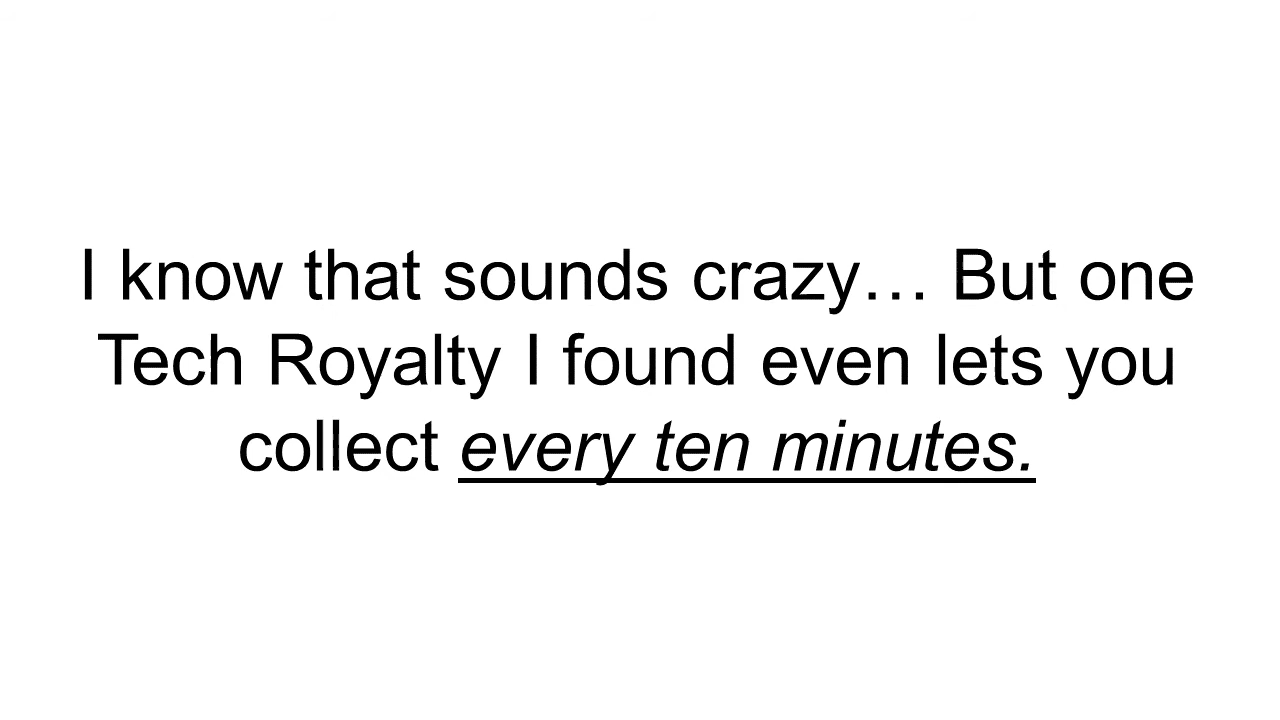 I know that sounds crazy… But one
Tech Royalty I found even lets you
collect every ten minutes.